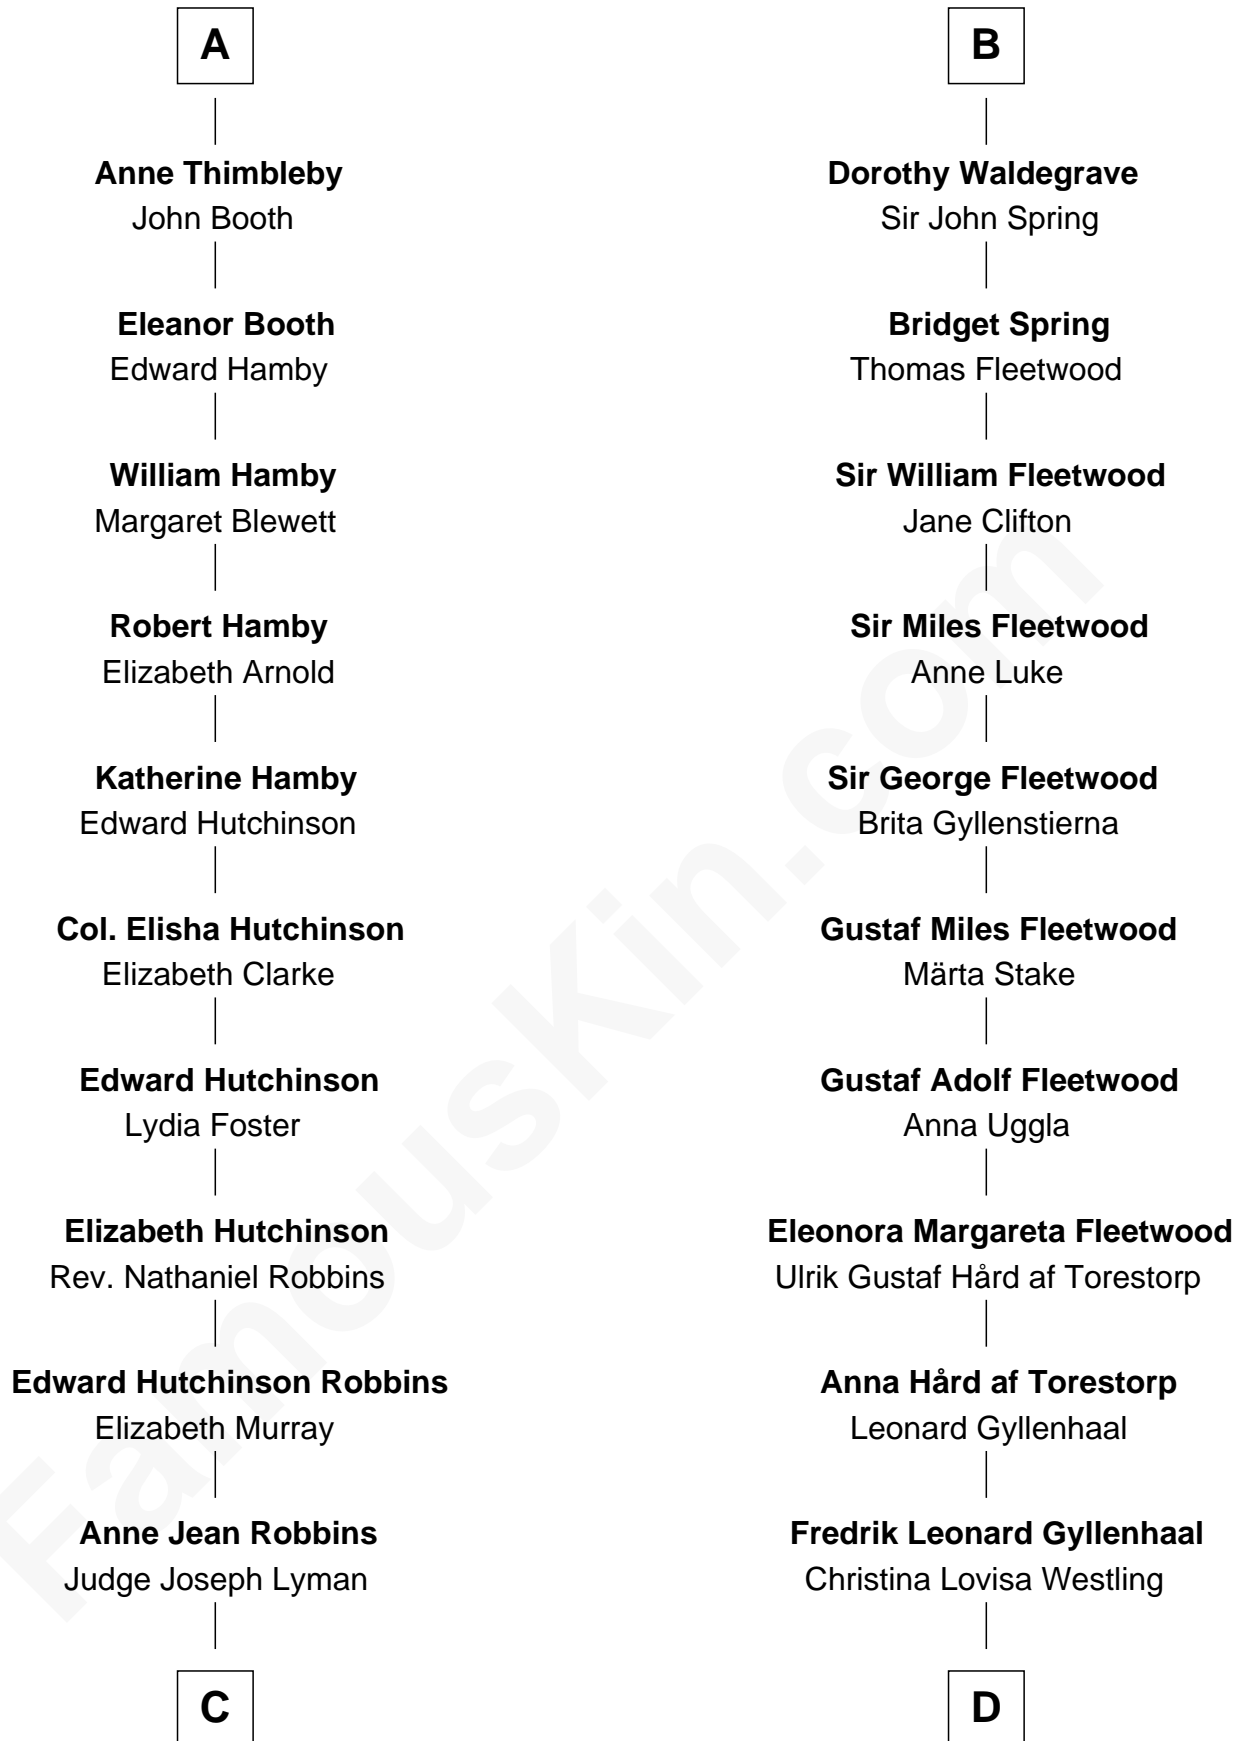 A
Anne Thimbleby
John Booth
Eleanor Booth
Edward Hamby
William Hamby
Margaret Blewett
Robert Hamby
Elizabeth Arnold
Katherine Hamby
Edward Hutchinson
Col. Elisha Hutchinson
Elizabeth Clarke
Edward Hutchinson
Lydia Foster
Elizabeth Hutchinson
Rev. Nathaniel Robbins
Edward Hutchinson Robbins
Elizabeth Murray
Anne Jean Robbins
Judge Joseph Lyman
C
B
Dorothy Waldegrave
Sir John Spring
Bridget Spring
Thomas Fleetwood
Sir William Fleetwood
Jane Clifton
Sir Miles Fleetwood
Anne Luke
Sir George Fleetwood
Brita Gyllenstierna
Gustaf Miles Fleetwood
Märta Stake
Gustaf Adolf Fleetwood
Anna Uggla
Eleonora Margareta Fleetwood
Ulrik Gustaf Hård af Torestorp
Anna Hård af Torestorp
Leonard Gyllenhaal
Fredrik Leonard Gyllenhaal
Christina Lovisa Westling
D
FamousKin.com